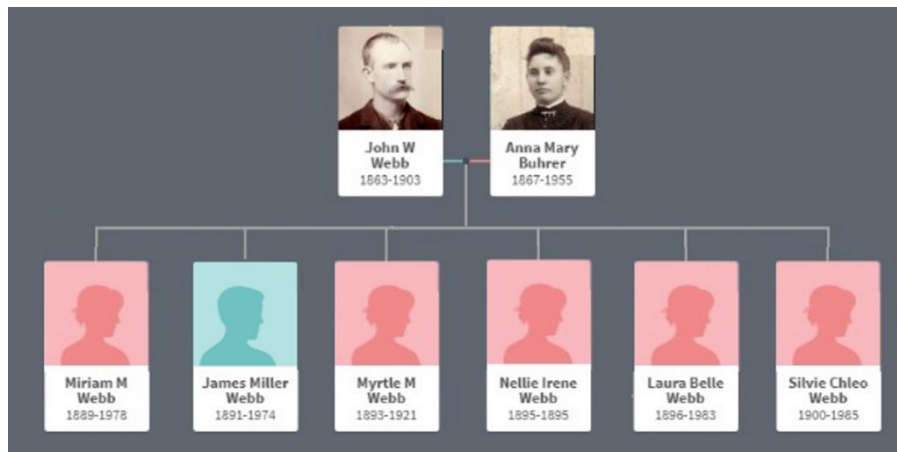 John W
Webb
1863-1903
Anna Mary
Buhrer
1867-1955
Miriam M
Webb
1889-1978
James Miller
Webb
1891-1974
Myrtle M
Webb
1893-1921
Nellie Irene
Webb
1895-1895
Laura Belle
Webb
1896-1983
Silvie Chleo
Webb
1900-1985